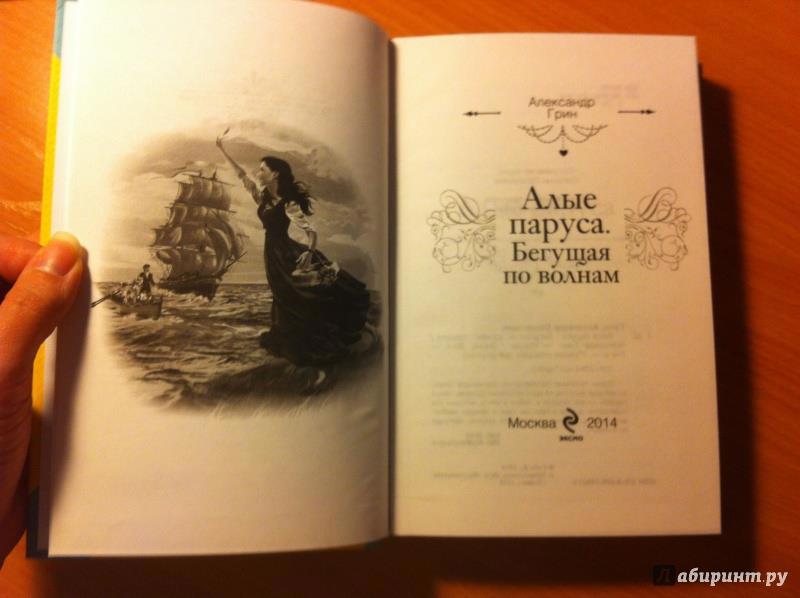 Александр
Грин
Алые
паруса.
Бегущая
по волнам
Москва ЭКСМО 2014
Лабиринт.ру